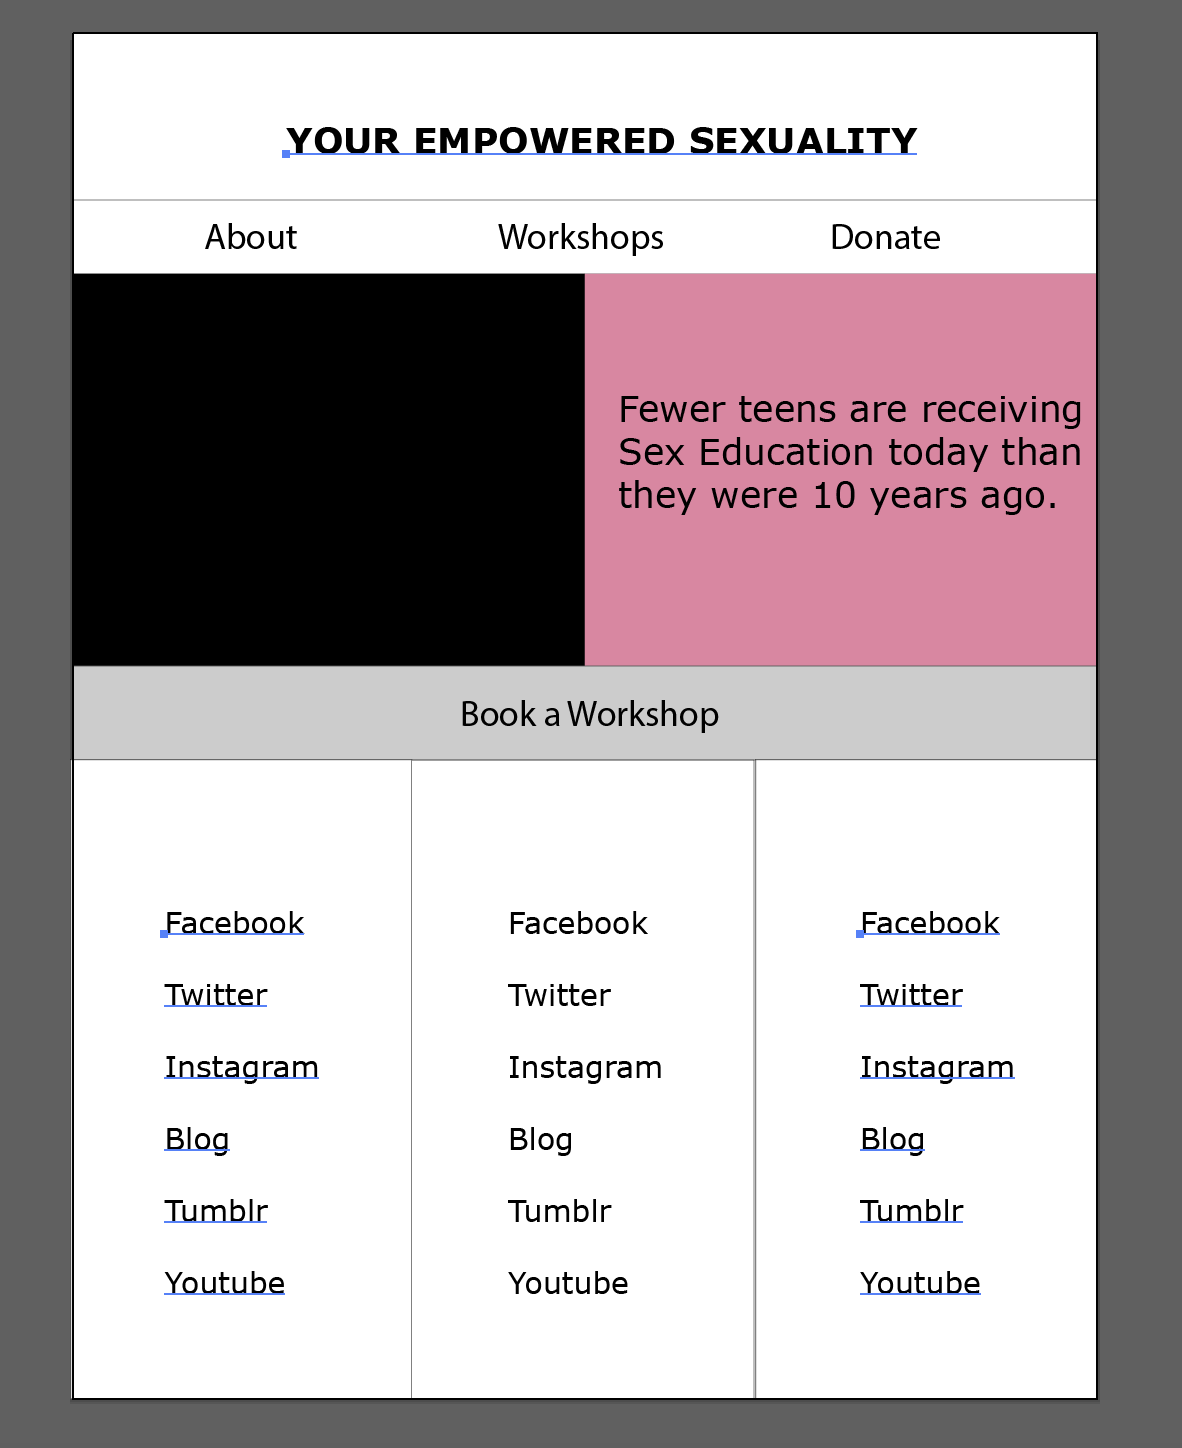 YOUR EMPOWERED SEXUALITY
About Workshops Donate
Fewer teens are receiving
Sex Education today than
they were 10 years ago.
Book a Workshop
Facebook
Twitter
Instagram
Blog
Tumblr
Youtube
Facebook
Twitter
Instagram
Blog
Tumblr
Youtube
Facebook
Twitter
Instagram
Blog
Tumblr
Youtube